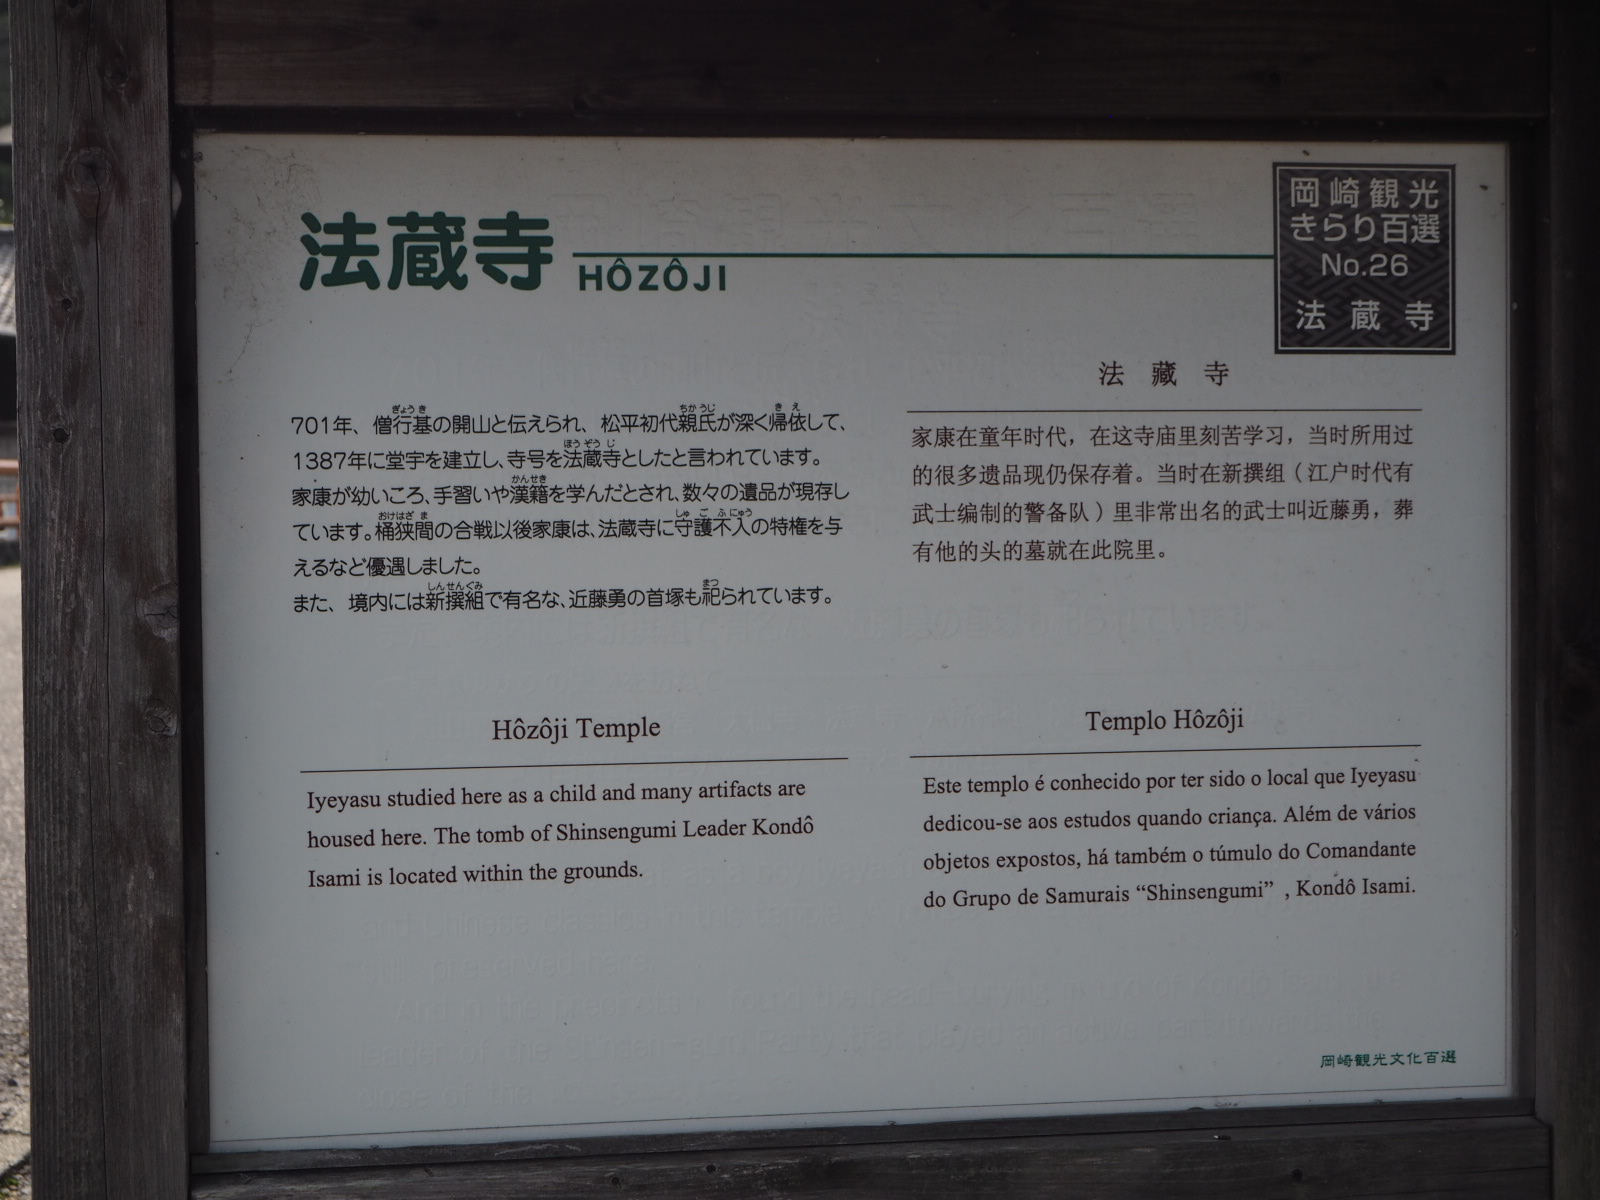 法蔵寺
HÔZÔJI
岡崎観光
きらり百選
No.26
法蔵寺
701年、僧行基の開山と伝えられ、松平初代親氏が深く帰依して、
1387年に堂宇を建立し、寺号を法蔵寺としたと言われています。
家康が幼いころ、手習いや漢籍を学んだとされ、数々の遺品が現存し
ています。桶狭間の合戦以後家康は、法蔵寺に守護不入の特権を与
えるなど優遇しました。
また、境内には新撰組で有名な、近藤勇の首塚も祀られています。
法藏寺
家康在童年时代，在这寺庙里刻苦学习，当时所用过
的很多遗品现仍保存着。当时在新撰组（江户时代有
武士编制的警备队）里非常出名的武士叫近藤勇，葬
有他的头的墓就在此院里。
Hôzôji Temple
Iyeyasu studied here as a child and many artifacts are
housed here. The tomb of Shinsengumi Leader Kondô
Isami is located within the grounds.
Templo Hôzôji
Este templo é conhecido por ter sido o local que Iyeyasu
dedicou-se aos estudos quando criança. Além de vários
objetos expostos, há também o túmulo do Comandante
do Grupo de Samurais “Shinsengumi” , Kondô Isami.
岡崎観光文化百選